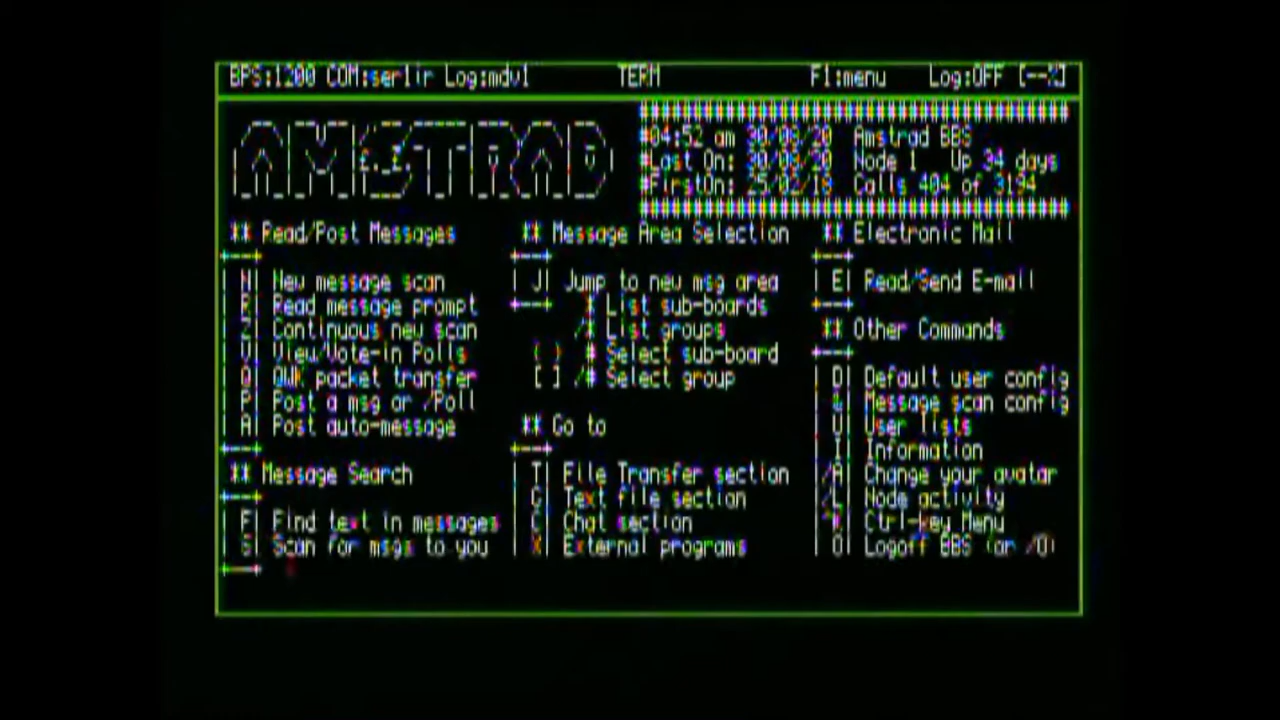 BPS:1200 COM:ser1ir Log:mdv1 TERM F1:menu Log:OFF [--%]
AMSTRAD
04:52 am 30/08/20 Amstrad BBS
Last On: 30/08/20 Node 1 Up 34 days
FirstOn: 25/02/18 Calls 404 of 3194
** Read/Post Messages
N| New message scan
R| Read message prompt
Z| Continuous new scan
V| View/Vote-in Polls
Q| QWK packet transfer
P| Post a msg or /Poll
A| Post auto-message
** Message Search
F| Find text in messages
S| Scan for msgs to you
** Message Area Selection
J| Jump to new msg area
* List sub-boards
/* List groups
# Select sub-board
[ ] /# Select group
** Go to
T| File Transfer section
G| Text file section
C| Chat section
X| External programs
** Electronic Mail
E| Read/Send E-mail
** Other Commands
D| Default user config
&| Message scan config
U| User lists
I| Information
/A| Change your avatar
/L| Node activity
K| Ctrl-Key Menu
O| Logoff BBS (or /O)